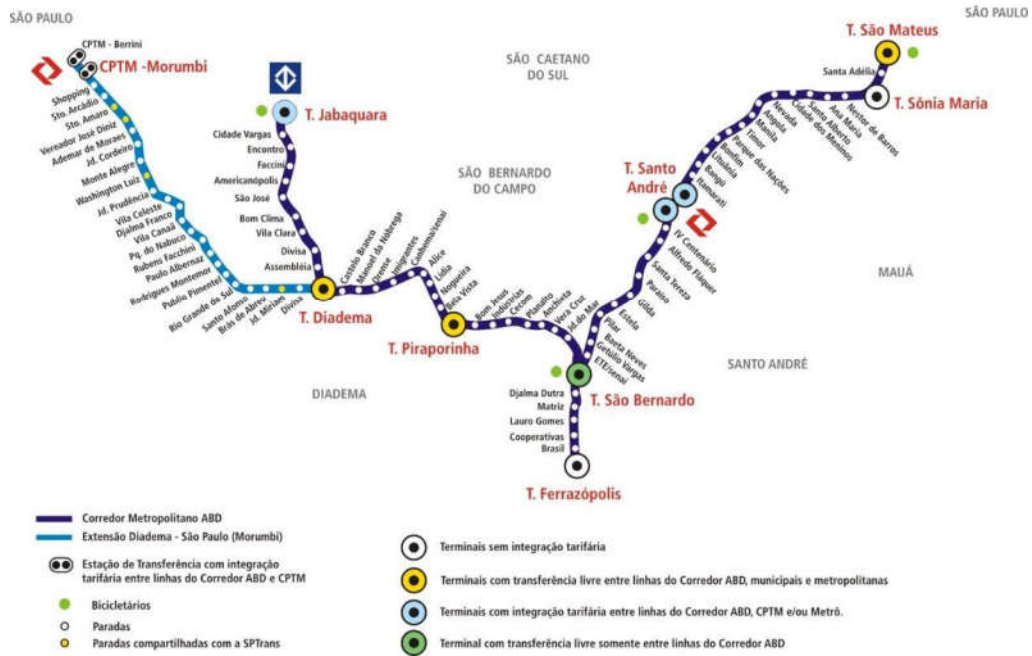 SÃO PAULO
SÃO PAULO
CPTM - Berrini
CPTM -Morumbi
Shopping
Sto. Arcádio
Sto. Amaro
Vereador José Diniz
Ademar de Moraes
Jd. Cordeiro
Monte Alegre
Washington Luiz
Jd. Prudência
Vila Celeste
Djalma Franco
Vila Canaã
Pq. do Nabuco
Rubens Facchini
Paulo Albernaz
Rodrigues Montemor
Publio Pimentel
Rio Grande do Sul
Santo Afonso
Brás de Abreu
Jd. Miriam
Divisa
T. Jabaquara
Cidade Vargas
Encontro
Faccini
Americanópolis
São José
Bom Clima
Vila Clara
Divisa
Assembléia
T. Diadema
Castelo Branco
Manoel da Nóbrega
Orense
Imigrantes
Canhema/senai
Alice
Lídia
Nogueira
Bela Vista
T. Piraporinha
Bom Jesus
Indústrias
Cecom
Planalto
Anchieta
Vera Cruz
Jd.do Mar
T. São Bernardo
Djalma Dutra
Matriz
Lauro Gomes
Cooperativas
Brasil
T. Ferrazópolis
ETE/senai
Getúlio Vargas
Baeta Neves
Pilar
Estela
Gilda
Paraíso
Santa Tereza
Alfredo Fláquer
IV Centenário
T. Santo
André
Itamarati
Bangú
Lituânia
Bonfim
Parque das Nações
Timor
Manila
Angola
Nevada
Cidade dos Meninos
Santo Alberto
Ana Maria
Nestor de Barros
T. Sônia Maria
Santa Adélia
T. São Mateus
SÃO CAETANO
DO SUL
SÃO BERNARDO
DO CAMPO
MAUÁ
SANTO ANDRÉ
DIADEMA
Corredor Metropolitano ABD
Extensão Diadema - São Paulo (Morumbi)
Estação de Transferência com integração
tarifária entre linhas do Corredor ABD e CPTM
Bicicletários
Paradas
Paradas compartilhadas com a SPTrans
Terminais sem integração tarifária
Terminais com transferência livre entre linhas do Corredor ABD, municipais e metropolitanas
Terminais com integração tarifária entre linhas do Corredor ABD, CPTM e/ou Metrô.
Terminal com transferência livre somente entre linhas do Corredor ABD